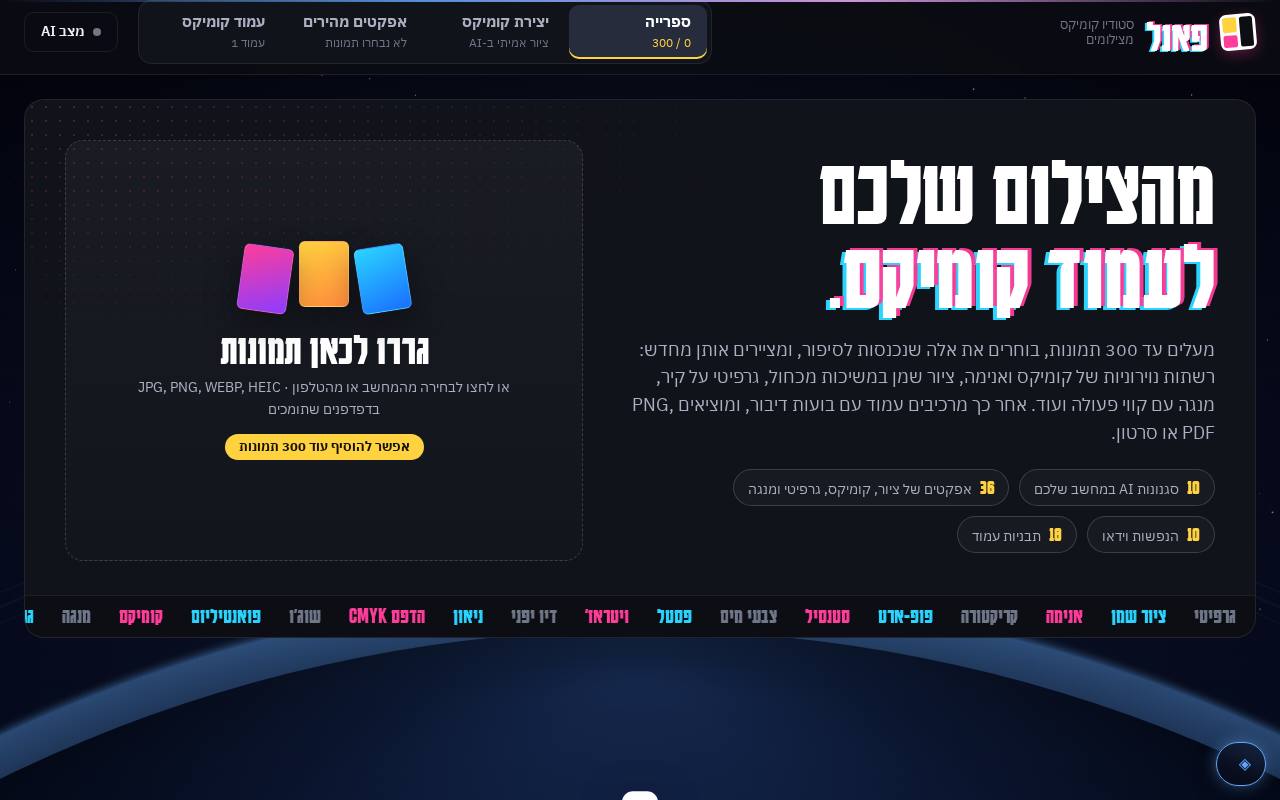 פאנל
סטודיו קומיקס
מצילומים
ספרייה
0 / 300
יצירת קומיקס
ציור אמיתי ב-AI
אפקטים מהירים
לא נבחרו תמונות
עמוד קומיקס
עמוד 1
מצב AI
מהצילום שלכם
לעמוד קומיקס.
מעלים עד 300 תמונות, בוחרים את אלה שנכנסות לסיפור, ומציירים אותן מחדש:
רשתות נוירוניות של קומיקס ואנימה, ציור שמן במשיכות מכחול, גרפיטי על קיר,
מנגה עם קווי פעולה ועוד. אחר כך מרכיבים עמוד עם בועות דיבור, ומוציאים PNG,
PDF או סרטון.
10 סגנונות AI במחשב שלכם
36 אפקטים של ציור, קומיקס, גרפיטי ומנגה
10 הנפשות וידאו
18 תבניות עמוד
גררו לכאן תמונות
או לחצו לבחירה מהמחשב או מהטלפון · JPG, PNG, WEBP, HEIC
בדפדפנים שתומכים
אפשר להוסיף עוד 300 תמונות
גרפיטי ציור שמן אנימה קריקטורה פופ-ארט סטנסיל צבעי מים פסטל ויטראז' דיו יפני ניאון הדפס CMYK שוג'ו פואנטיליזם קומיקס מנגה